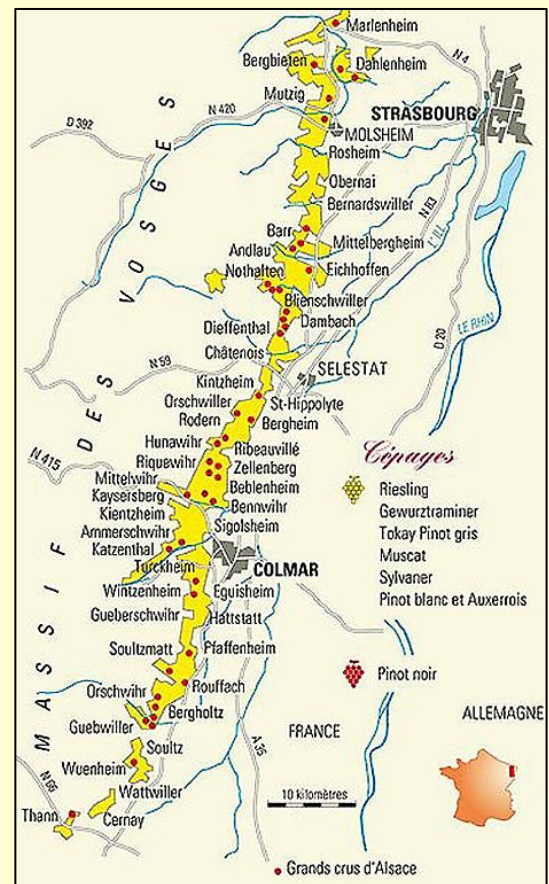 Marlenheim
Bergbieten
Dahlenheim
N 4
Mutzig
STRASBOURG
N 420
D 392
MOLSHEIM
Rosheim
Obernai
Bernardswiller
N 83
L'ILL
Barr
Mittelbergheim
Andlau
Eichhoffen
Nothalten
Blienschwiller
LE RHIN
Dieffenthal
Dambach
D 20
Châtenois
N 59
SELESTAT
Kintzheim
St-Hippolyte
Orschwiller
Bergheim
Rodern
Hunawihr
Ribeauvillé
Riquewihr
Zellenberg
N 415
Mittelwihr
Beblenheim
Kaysersberg
Bennwihr
Kientzheim
Sigolsheim
Ammerschwihr
Katzenthal
COLMAR
Turckheim
Wintzenheim
Eguisheim
Gueberschwihr
Hattstatt
Soultzmatt
Pfaffenheim
Orschwihr
Rouffach
Bergholtz
Guebwiller
Soultz
A 35
Wuenheim
Wattwiller
N 66
Thann
Cernay
MASSIF DES VOSGES
Cépages
Riesling
Gewurztraminer
Tokay Pinot gris
Muscat
Sylvaner
Pinot blanc et Auxerrois
Pinot noir
ALLEMAGNE
FRANCE
10 kilomètres
Grands crus d'Alsace